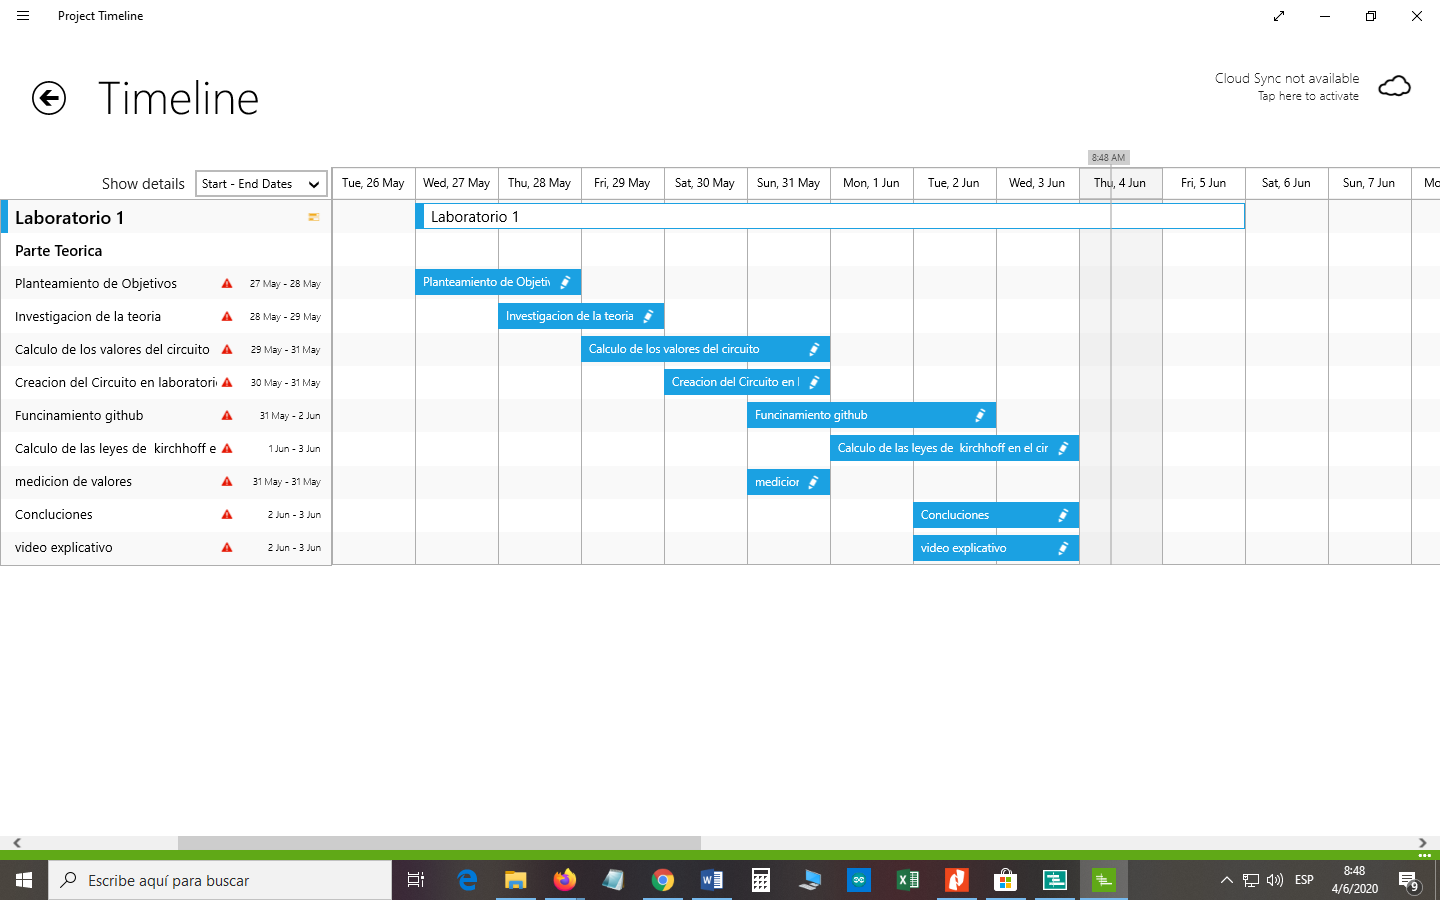 Project Timeline
Timeline
Cloud Sync not available
Tap here to activate
8:48 AM
Show details Start - End Dates Tue, 26 May Wed, 27 May Thu, 28 May Fri, 29 May Sat, 30 May Sun, 31 May Mon, 1 Jun Tue, 2 Jun Wed, 3 Jun Thu, 4 Jun Fri, 5 Jun Sat, 6 Jun Sun, 7 Jun Mo
Laboratorio 1 Laboratorio 1
Parte Teorica
Planteamiento de Objetivos 27 May - 28 May Planteamiento de Objetiv
Investigacion de la teoria 28 May - 29 May Investigacion de la teoria
Calculo de los valores del circuito 29 May - 31 May Calculo de los valores del circuito
Creacion del Circuito en laboratori 30 May - 31 May Creacion del Circuito en l
Funcinamiento github 31 May - 2 Jun Funcinamiento github
Calculo de las leyes de  kirchhoff e 1 Jun - 3 Jun Calculo de las leyes de  kirchhoff en el cir
medicion de valores 31 May - 31 May medicion
Concluciones 2 Jun - 3 Jun Concluciones
video explicativo 2 Jun - 3 Jun video explicativo
Escribe aquí para buscar ESP 8:48
4/6/2020 9